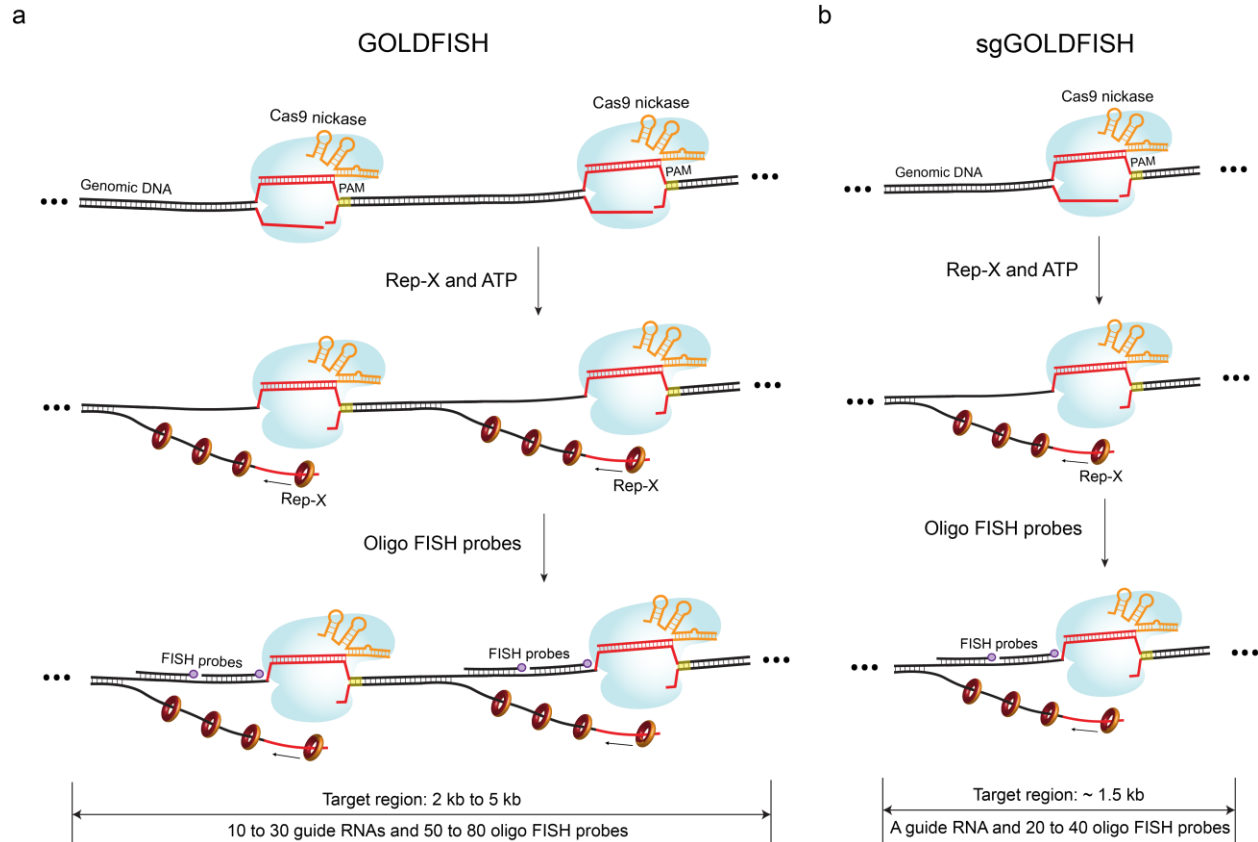 a
GOLDFISH
Cas9 nickase
Cas9 nickase
Genomic DNA
PAM
PAM
Rep-X and ATP
Rep-X
Rep-X
Oligo FISH probes
FISH probes
FISH probes
Target region: 2 kb to 5 kb
10 to 30 guide RNAs and 50 to 80 oligo FISH probes
b
sgGOLDFISH
Cas9 nickase
Genomic DNA
PAM
Rep-X and ATP
Rep-X
Oligo FISH probes
FISH probes
Target region: ~ 1.5 kb
A guide RNA and 20 to 40 oligo FISH probes